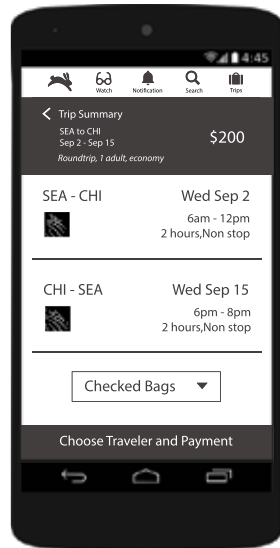 4:45
Watch
Notification
Search
Trips
Trip Summary
SEA to CHI
Sep 2 - Sep 15
$200
Roundtrip, 1 adult, economy
SEA - CHI
Wed Sep 2
6am - 12pm
2 hours,Non stop
CHI - SEA
Wed Sep 15
6pm - 8pm
2 hours,Non stop
Checked Bags
Choose Traveler and Payment